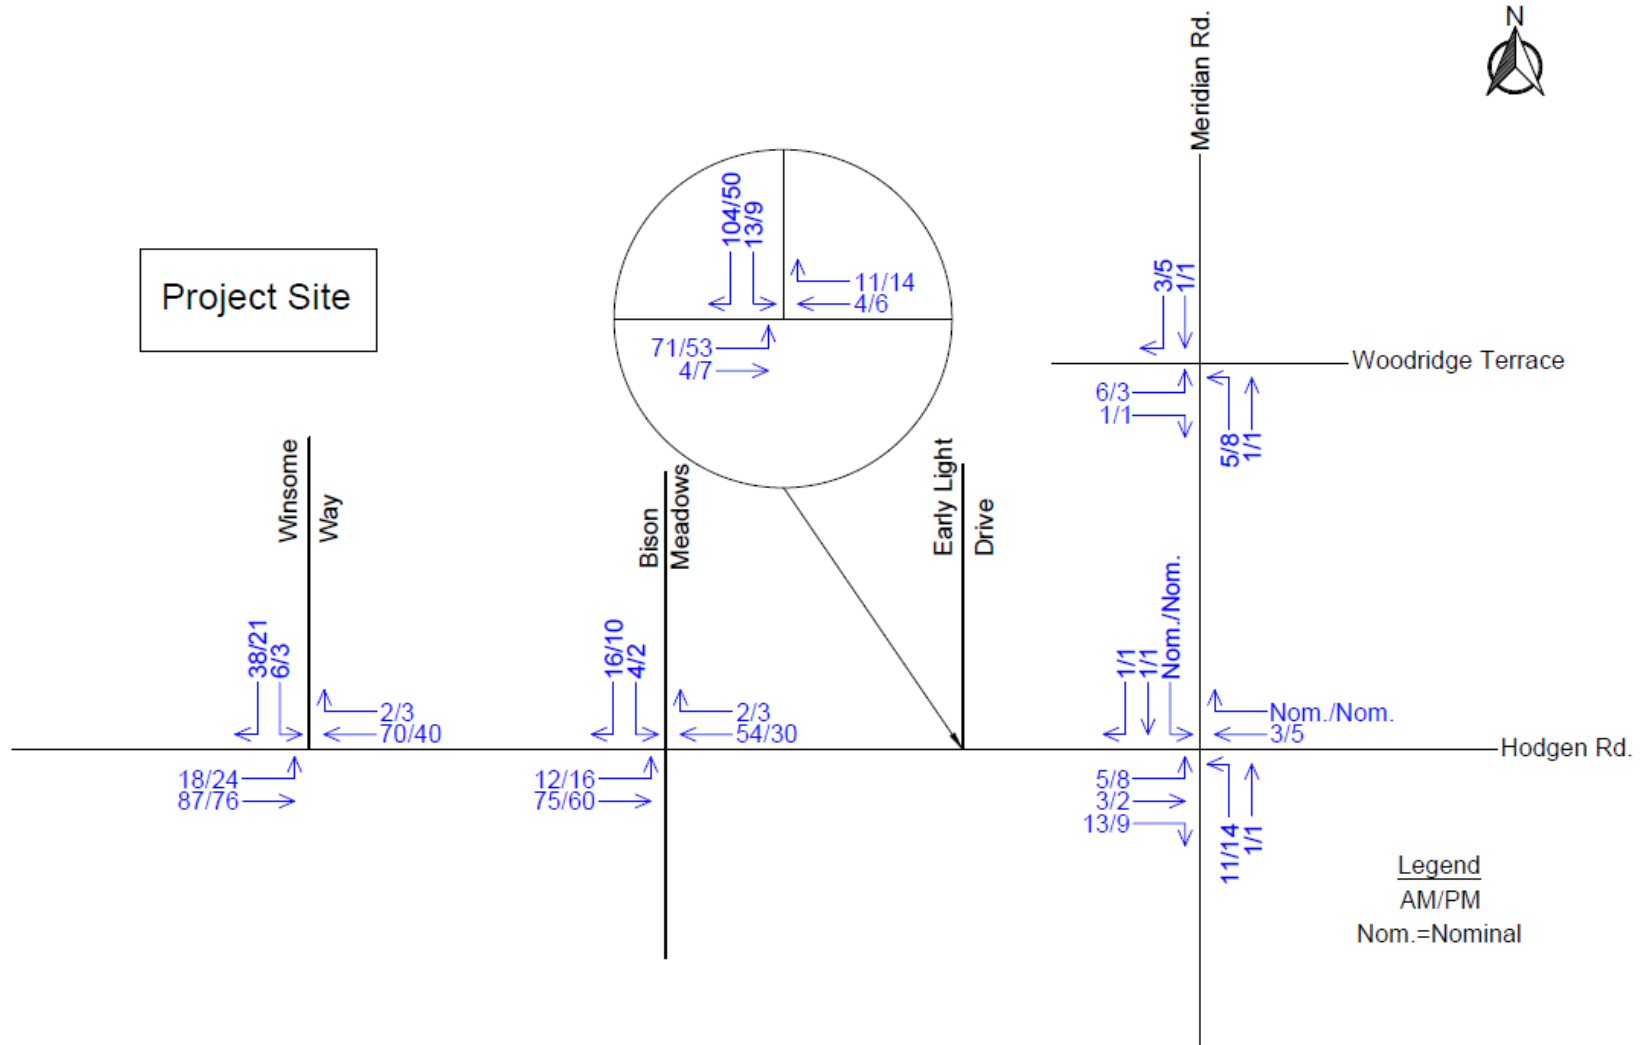 N
Meridian Rd.
104/50
13/9
11/14
4/6
71/53
4/7
Project Site
3/5
1/1
Woodridge Terrace
6/3
1/1
5/8
1/1
Winsome
Way
Bison
Meadows
Early Light
Drive
38/21
6/3
2/3
70/40
18/24
87/76
16/10
4/2
2/3
54/30
12/16
75/60
1/1
1/1
Nom./Nom.
Nom./Nom.
3/5
Hodgen Rd.
5/8
3/2
13/9
11/14
1/1
Legend
AM/PM
Nom.=Nominal